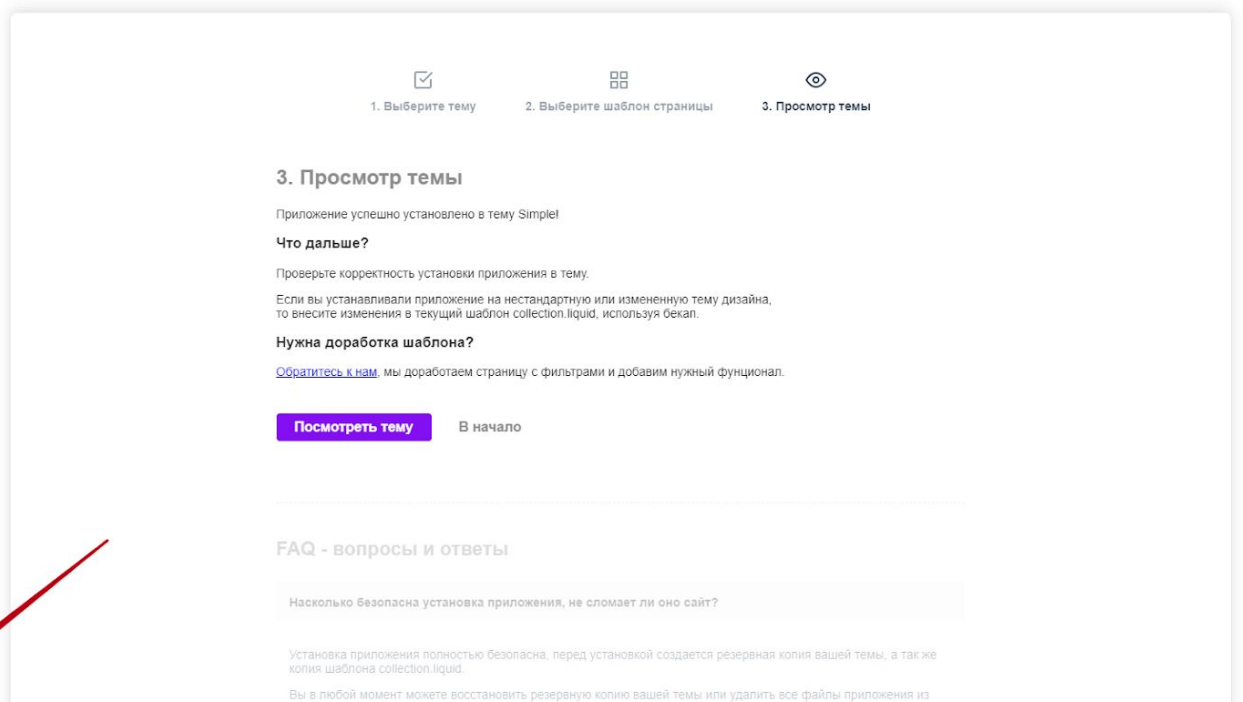 1. Выберите тему
2. Выберите шаблон страницы
3. Просмотр темы
3. Просмотр темы
Приложение успешно установлено в тему Simple!
Что дальше?
Проверьте корректность установки приложения в тему.
Если вы устанавливали приложение на нестандартную или измененную тему дизайна,
то внесите изменения в текущий шаблон collection.liquid, используя бекап.
Нужна доработка шаблона?
Обратитесь к нам, мы доработаем страницу с фильтрами и добавим нужный фунционал.
Посмотреть тему
В начало
FAQ - вопросы и ответы
Насколько безопасна установка приложения, не сломает ли оно сайт?
Установка приложения полностью безопасна, перед установкой создается резервная копия вашей темы, а так же
копия шаблона collection.liquid.
Вы в любой момент можете восстановить резервную копию вашей темы или удалить все файлы приложения из